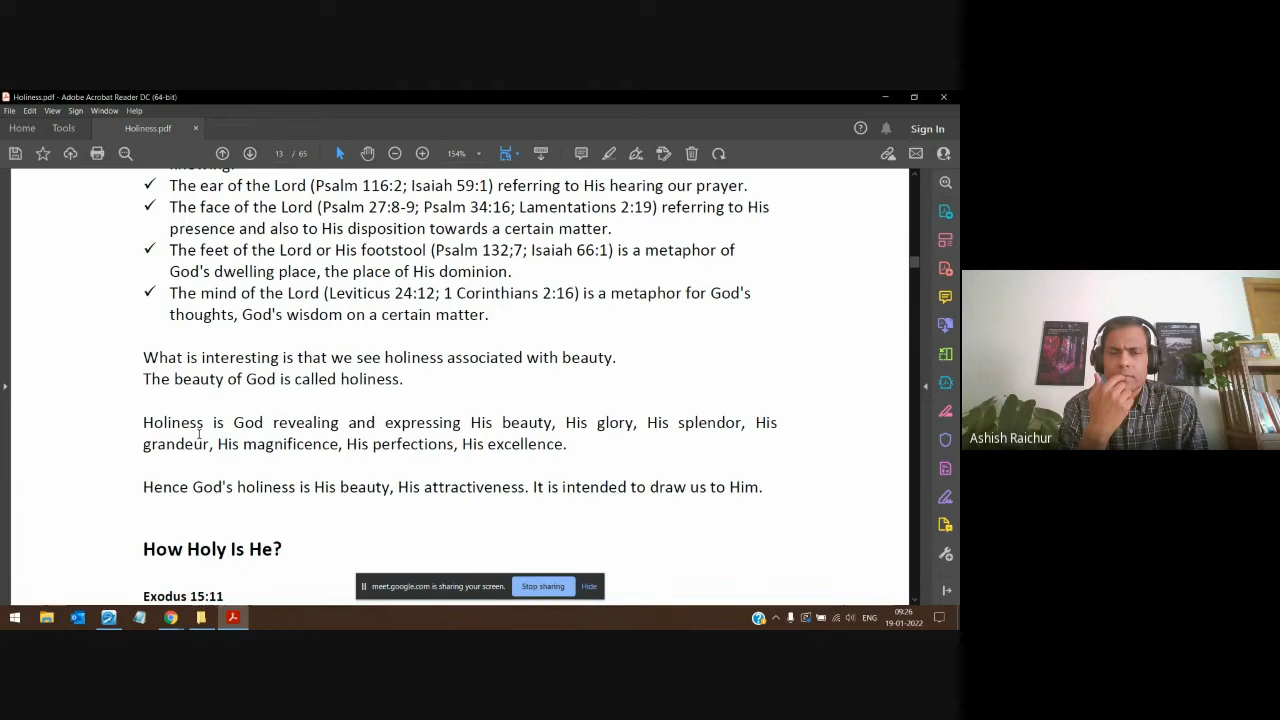 Holiness.pdf - Adobe Acrobat Reader DC (64-bit)
File Edit View Sign Window Help
Home Tools Holiness.pdf × Sign In
13 / 65 154%
knowing.
✓ The ear of the Lord (Psalm 116:2; Isaiah 59:1) referring to His hearing our prayer.
✓ The face of the Lord (Psalm 27:8-9; Psalm 34:16; Lamentations 2:19) referring to His
presence and also to His disposition towards a certain matter.
✓ The feet of the Lord or His footstool (Psalm 132;7; Isaiah 66:1) is a metaphor of
God's dwelling place, the place of His dominion.
✓ The mind of the Lord (Leviticus 24:12; 1 Corinthians 2:16) is a metaphor for God's
thoughts, God's wisdom on a certain matter.
What is interesting is that we see holiness associated with beauty.
The beauty of God is called holiness.
Holiness is God revealing and expressing His beauty, His glory, His splendor, His
grandeur, His magnificence, His perfections, His excellence.
Hence God's holiness is His beauty, His attractiveness. It is intended to draw us to Him.
How Holy Is He?
Exodus 15:11
meet.google.com is sharing your screen. Stop sharing Hide
ENG 09:26
19-01-2022
Ashish Raichur